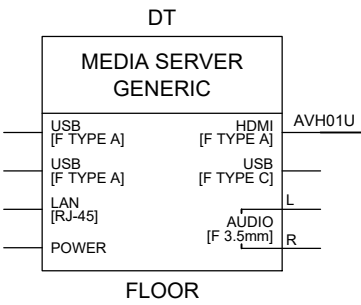 DT
MEDIA SERVER
GENERIC
USB
[F TYPE A]
HDMI
[F TYPE A]
AVH01U
USB
[F TYPE A]
USB
[F TYPE C]
LAN
[RJ-45]
L
AUDIO
[F 3.5mm]
R
POWER
FLOOR